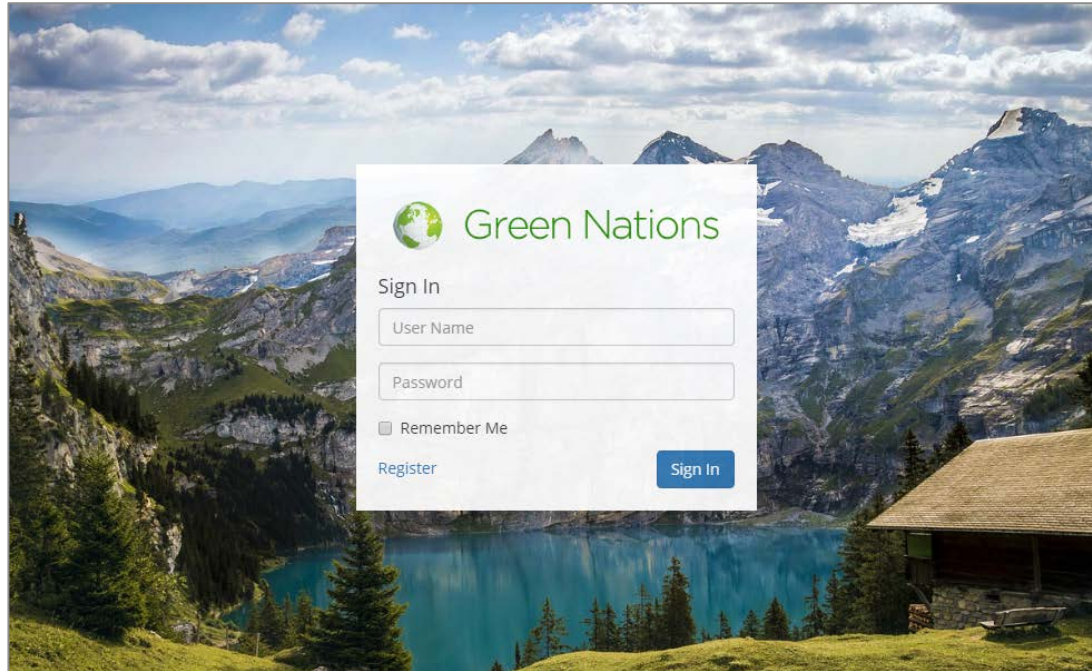 Green Nations
Sign In
User Name
Password
Remember Me
Register
Sign In